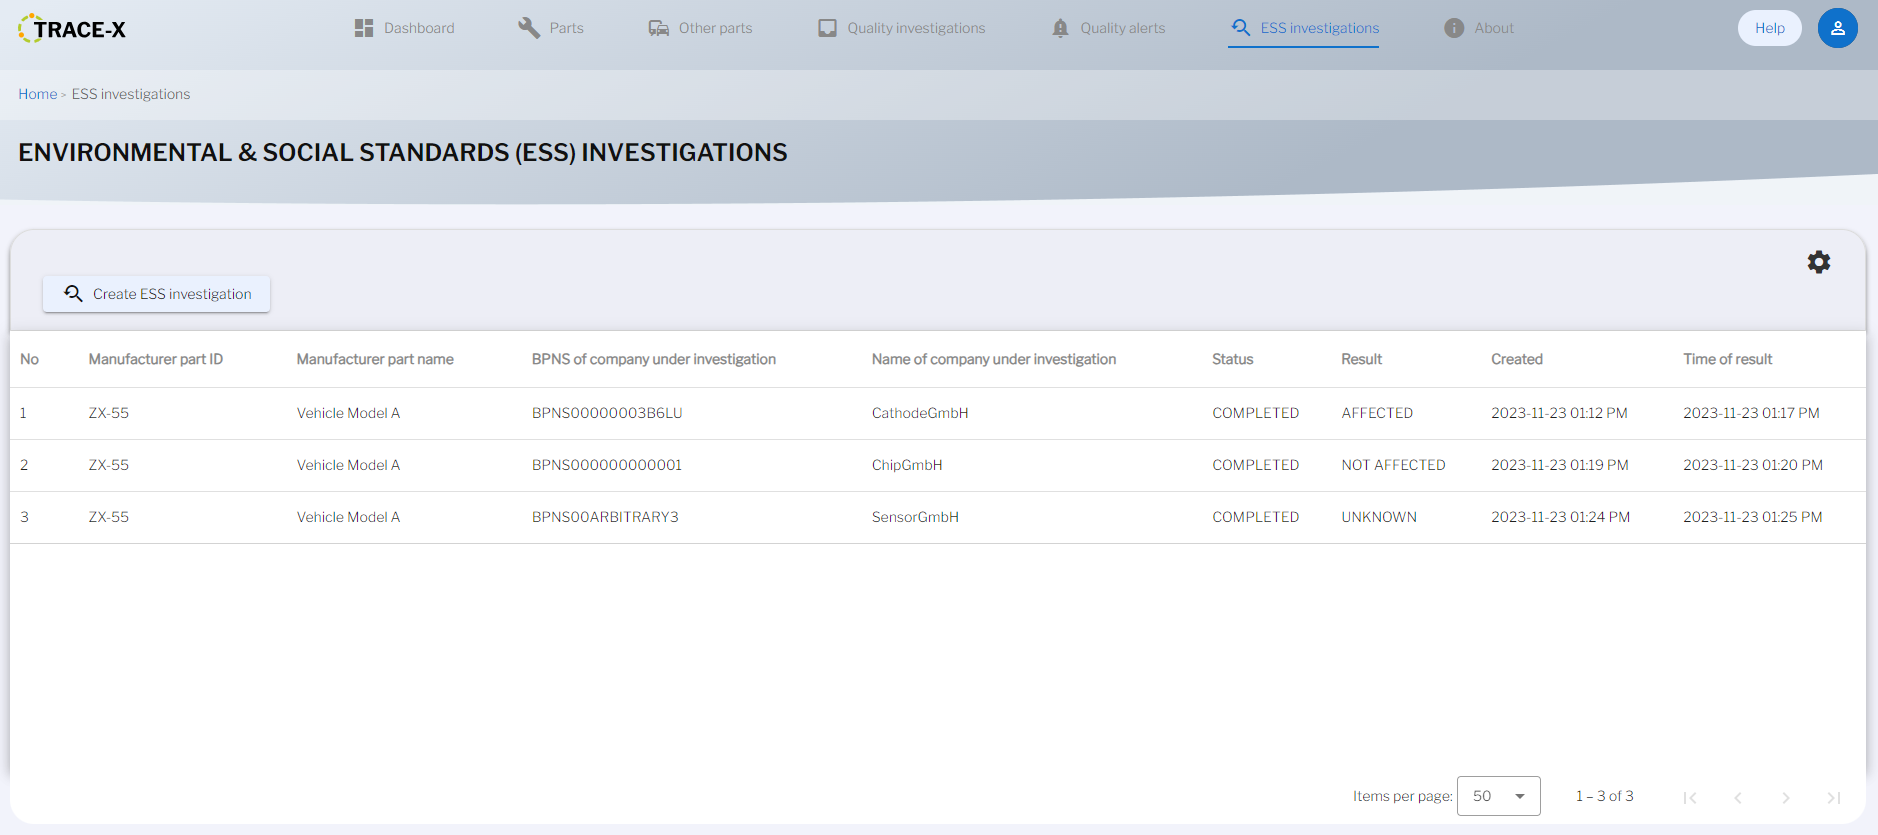 TRACE-X
Dashboard
Parts
Other parts
Quality investigations
Quality alerts
ESS investigations
About
Help
Home > ESS investigations
ENVIRONMENTAL & SOCIAL STANDARDS (ESS) INVESTIGATIONS
Create ESS investigation
No Manufacturer part ID Manufacturer part name BPNS of company under investigation Name of company under investigation Status Result Created Time of result
1 ZX-55 Vehicle Model A BPNS00000003B6LU CathodeGmbH COMPLETED AFFECTED 2023-11-23 01:12 PM 2023-11-23 01:17 PM
2 ZX-55 Vehicle Model A BPNS000000000001 ChipGmbH COMPLETED NOT AFFECTED 2023-11-23 01:19 PM 2023-11-23 01:20 PM
3 ZX-55 Vehicle Model A BPNS00ARBITRARY3 SensorGmbH COMPLETED UNKNOWN 2023-11-23 01:24 PM 2023-11-23 01:25 PM
Items per page: 50 1 – 3 of 3